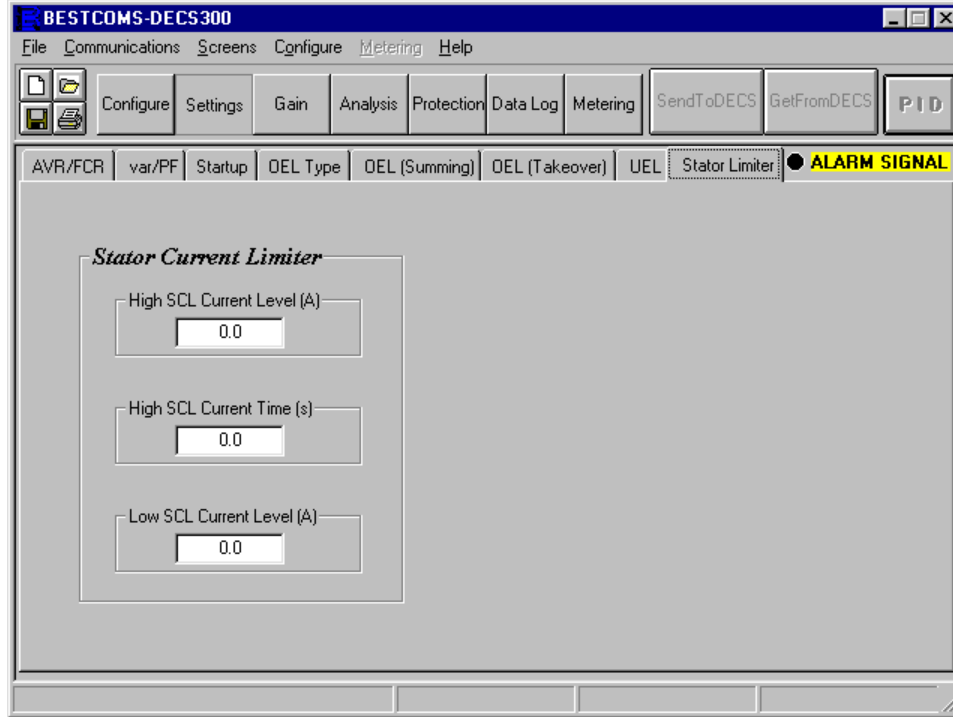 BESTCOMS-DECS300
File Communications Screens Configure Metering Help
Configure Settings Gain Analysis Protection Data Log Metering SendToDECS GetFromDECS PID
AVR/FCR var/PF Startup OEL Type OEL (Summing) OEL (Takeover) UEL Stator Limiter ALARM SIGNAL
Stator Current Limiter
High SCL Current Level (A)
0.0
High SCL Current Time (s)
0.0
Low SCL Current Level (A)
0.0